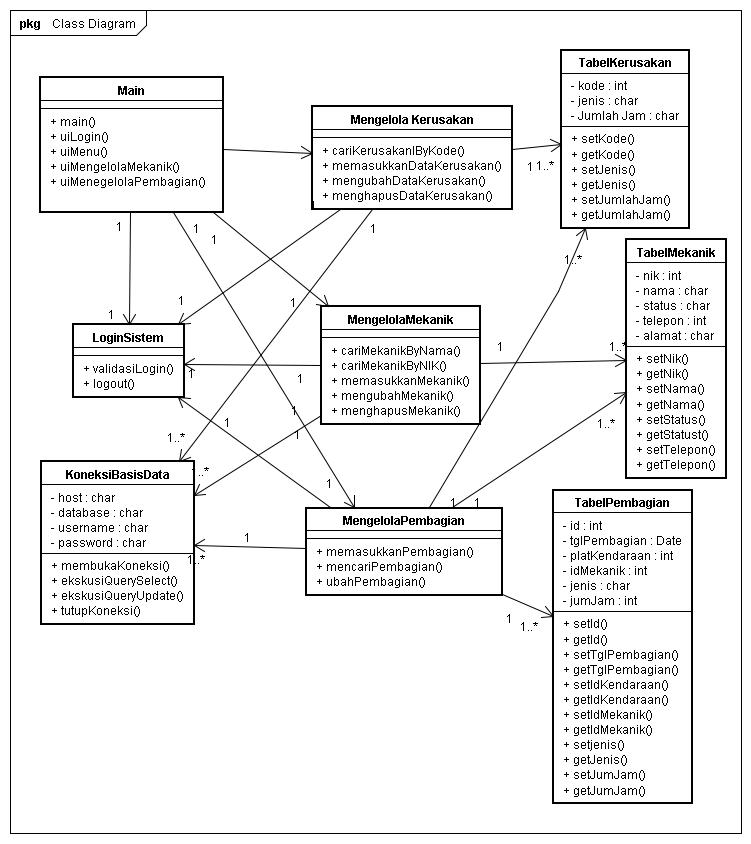 pkg Class Diagram
Main
+ main()
+ uiLogin()
+ uiMenu()
+ uiMengelolaMekanik()
+ uiMenegelolaPembagian()
Mengelola Kerusakan
+ cariKerusakanlByKode()
+ memasukkanDataKerusakan()
+ mengubahDataKerusakan()
+ menghapusDataKerusakan()
TabelKerusakan
- kode : int
- jenis : char
- Jumlah Jam : char
+ setKode()
+ getKode()
+ setJenis()
+ getJenis()
+ setJumlahJam()
+ getJumlahJam()
1 1..*
1
1
1
1
1..*
TabelMekanik
- nik : int
- nama : char
- status : char
- telepon : int
- alamat : char
+ setNik()
+ getNik()
+ setNama()
+ getNama()
+ setStatus()
+ getStatust()
+ setTelepon()
+ getTelepon()
1
1
1
LoginSistem
+ validasiLogin()
+ logout()
MengelolaMekanik
+ cariMekanikByNama()
+ cariMekanikByNIK()
+ memasukkanMekanik()
+ mengubahMekanik()
+ menghapusMekanik()
1
1..*
1
1
1
1
1
1..*
1..*
1..*
1
1
1
KoneksiBasisData
- host : char
- database : char
- username : char
- password : char
+ membukaKoneksi()
+ ekskusiQuerySelect()
+ ekskusiQueryUpdate()
+ tutupKoneksi()
1
1..*
MengelolaPembagian
+ memasukkanPembagian()
+ mencariPembagian()
+ ubahPembagian()
1
1..*
TabelPembagian
- id : int
- tglPembagian : Date
- platKendaraan : int
- idMekanik : int
- jenis : char
- jumJam : int
+ setId()
+ getId()
+ setTglPembagian()
+ getTglPembagian()
+ setIdKendaraan()
+ getIdKendaraan()
+ setIdMekanik()
+ getIdMekanik()
+ setjenis()
+ getJenis()
+ setJumJam()
+ getJumJam()